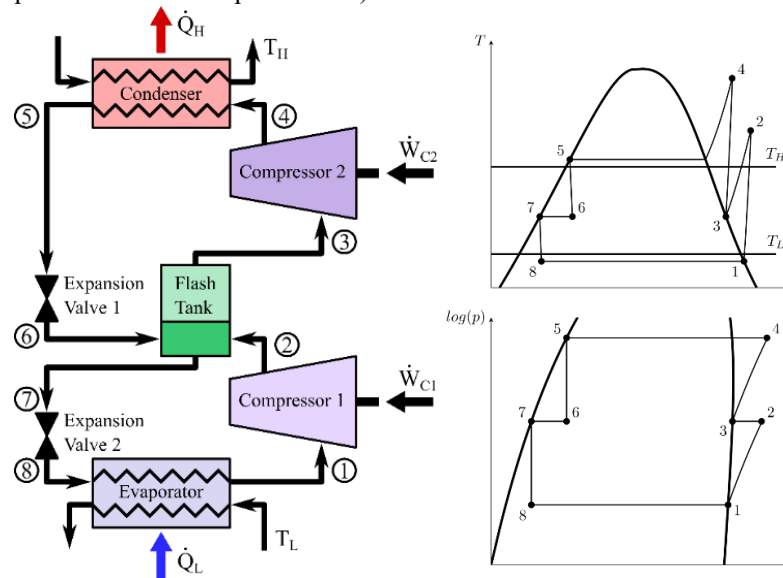 Q̇H
TH
Condenser
⑤
④
ẆC2
Compressor 2
③
Expansion
Valve 1
Flash
Tank
⑥
②
⑦
ẆC1
Compressor 1
Expansion
Valve 2
⑧
①
Evaporator
TL
Q̇L
T
4
2
5
TH
7
6
3
TL
8
1
log(p)
5
4
7
6
3
2
8
1